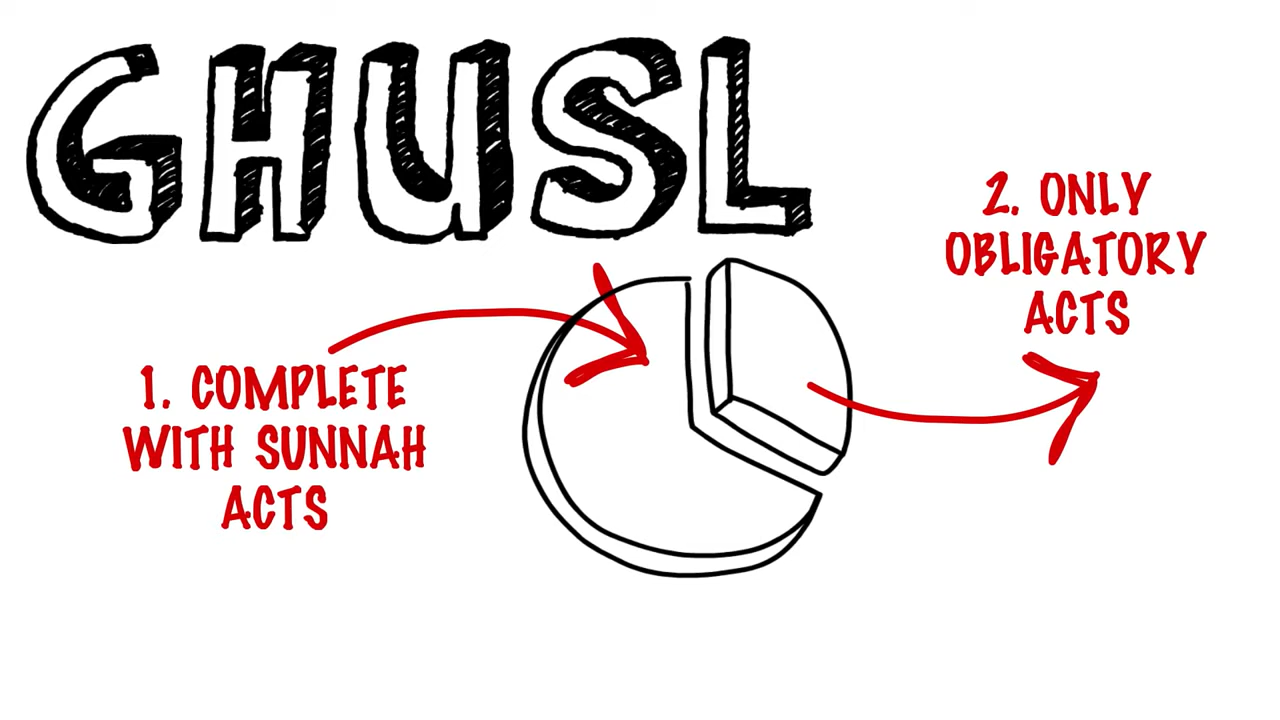 GHUSL
1. COMPLETE
WITH SUNNAH
ACTS
2. ONLY
OBLIGATORY
ACTS